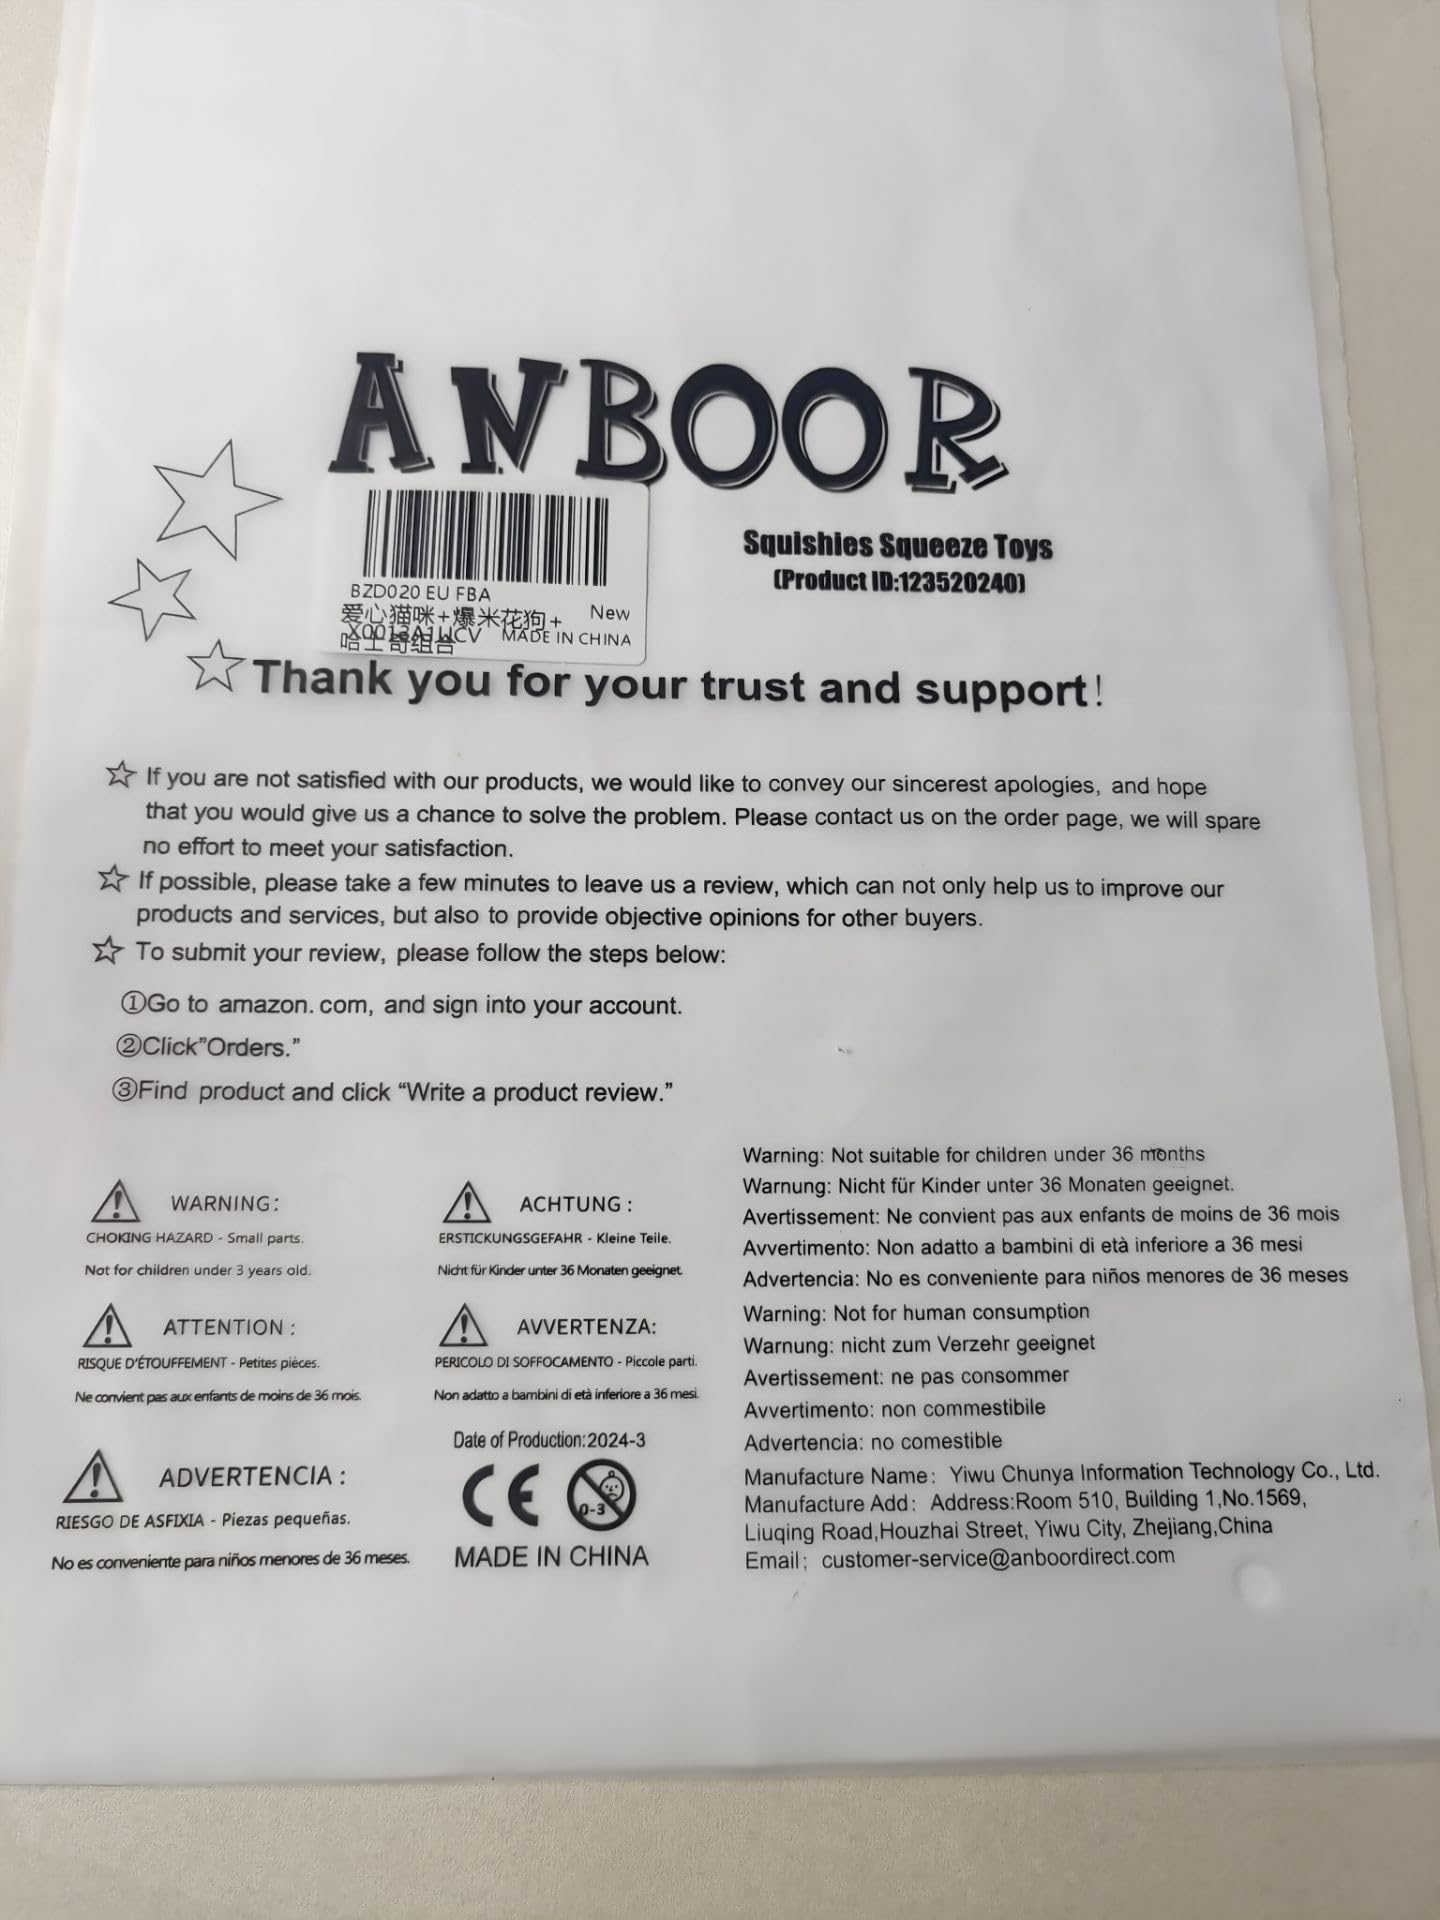 ANBOOR
Squishies Squeeze Toys
(Product ID:123520240)
BZD020 EU FBA
爱心猫咪+爆米花狗+
New
哈士奇组合
MADE IN CHINA
Thank you for your trust and support!
If you are not satisfied with our products, we would like to convey our sincerest apologies, and hope
that you would give us a chance to solve the problem. Please contact us on the order page, we will spare
no effort to meet your satisfaction.
If possible, please take a few minutes to leave us a review, which can not only help us to improve our
products and services, but also to provide objective opinions for other buyers.
To submit your review, please follow the steps below:
①Go to amazon. com, and sign into your account.
②Click”Orders.”
③Find product and click “Write a product review.”
WARNING:
CHOKING HAZARD - Small parts.
Not for children under 3 years old.
ACHTUNG :
ERSTICKUNGSGEFAHR - Kleine Teile.
Nicht für Kinder unter 36 Monaten geeignet.
ATTENTION :
RISQUE D'ÉTOUFFEMENT - Petites pièces.
Ne convient pas aux enfants de moins de 36 mois.
AVVERTENZA:
PERICOLO DI SOFFOCAMENTO - Piccole parti.
Non adatto a bambini di età inferiore a 36 mesi.
ADVERTENCIA :
RIESGO DE ASFIXIA - Piezas pequeñas.
No es conveniente para niños menores de 36 meses.
Date of Production:2024-3
CE
0-3
MADE IN CHINA
Warning: Not suitable for children under 36 months
Warnung: Nicht für Kinder unter 36 Monaten geeignet.
Avertissement: Ne convient pas aux enfants de moins de 36 mois
Avvertimento: Non adatto a bambini di età inferiore a 36 mesi
Advertencia: No es conveniente para niños menores de 36 meses
Warning: Not for human consumption
Warnung: nicht zum Verzehr geeignet
Avertissement: ne pas consommer
Avvertimento: non commestibile
Advertencia: no comestible
Manufacture Name: Yiwu Chunya Information Technology Co., Ltd.
Manufacture Add: Address:Room 510, Building 1,No.1569,
Liuqing Road,Houzhai Street, Yiwu City, Zhejiang,China
Email; customer-service@anboordirect.com